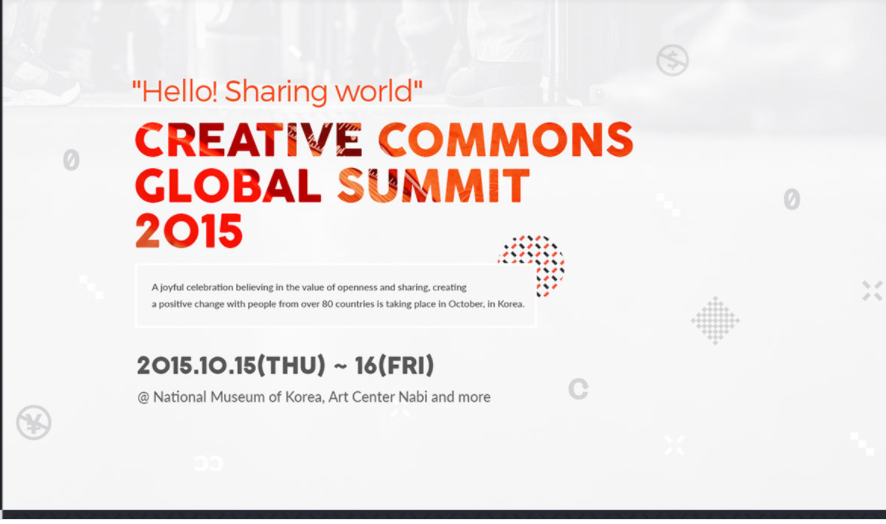 "Hello! Sharing world"
CREATIVE COMMONS
GLOBAL SUMMIT
2015
A joyful celebration believing in the value of openness and sharing, creating
a positive change with people from over 80 countries is taking place in October, in Korea.
2015.10.15(THU) ~ 16(FRI)
@ National Museum of Korea, Art Center Nabi and more